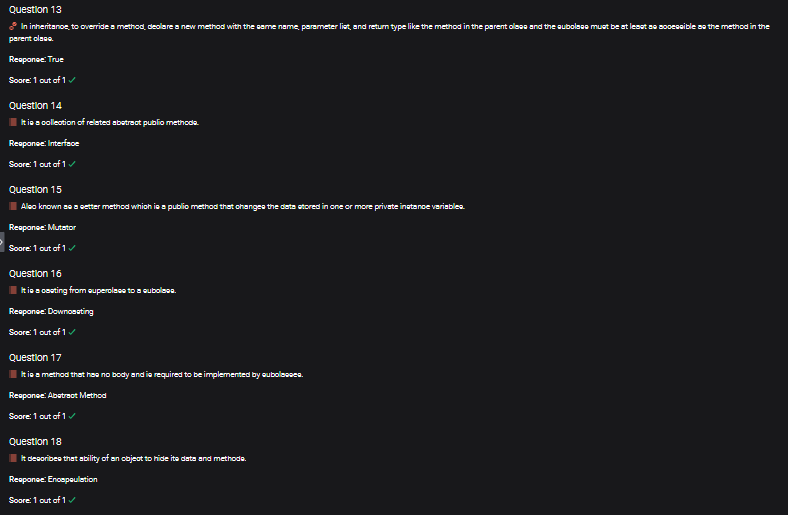 Question 13
In inheritance, to override a method, declare a new method with the same name, parameter list, and return type like the method in the parent class and the subclass must be at least as accessible as the method in the
parent class.
Response: True
Score: 1 out of 1 ✓
Question 14
It is a collection of related abstract public methods.
Response: Interface
Score: 1 out of 1 ✓
Question 15
Also known as a setter method which is a public method that changes the data stored in one or more private instance variables.
Response: Mutator
Score: 1 out of 1 ✓
Question 16
It is a casting from superclass to a subclass.
Response: Downcasting
Score: 1 out of 1 ✓
Question 17
It is a method that has no body and is required to be implemented by subclasses.
Response: Abstract Method
Score: 1 out of 1 ✓
Question 18
It describes that ability of an object to hide its data and methods.
Response: Encapsulation
Score: 1 out of 1 ✓